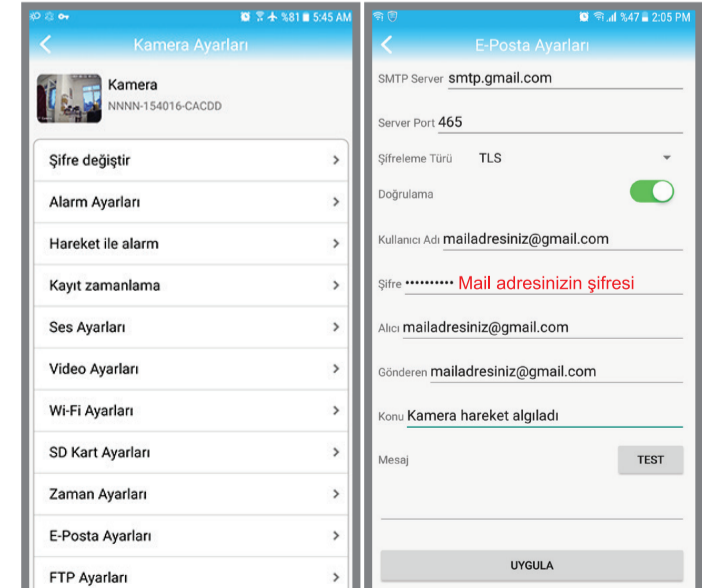 %81 5:45 AM
Kamera Ayarları
Kamera
NNNN-154016-CACDD
Şifre değiştir
Alarm Ayarları
Hareket ile alarm
Kayıt zamanlama
Ses Ayarları
Video Ayarları
Wi-Fi Ayarları
SD Kart Ayarları
Zaman Ayarları
E-Posta Ayarları
FTP Ayarları
%47 2:05 PM
E-Posta Ayarları
SMTP Server smtp.gmail.com
Server Port 465
Şifreleme Türü TLS
Doğrulama
Kullanıcı Adı mailadresiniz@gmail.com
Şifre •••••••••• Mail adresinizin şifresi
Alıcı mailadresiniz@gmail.com
Gönderen mailadresiniz@gmail.com
Konu Kamera hareket algıladı
Mesaj TEST
UYGULA